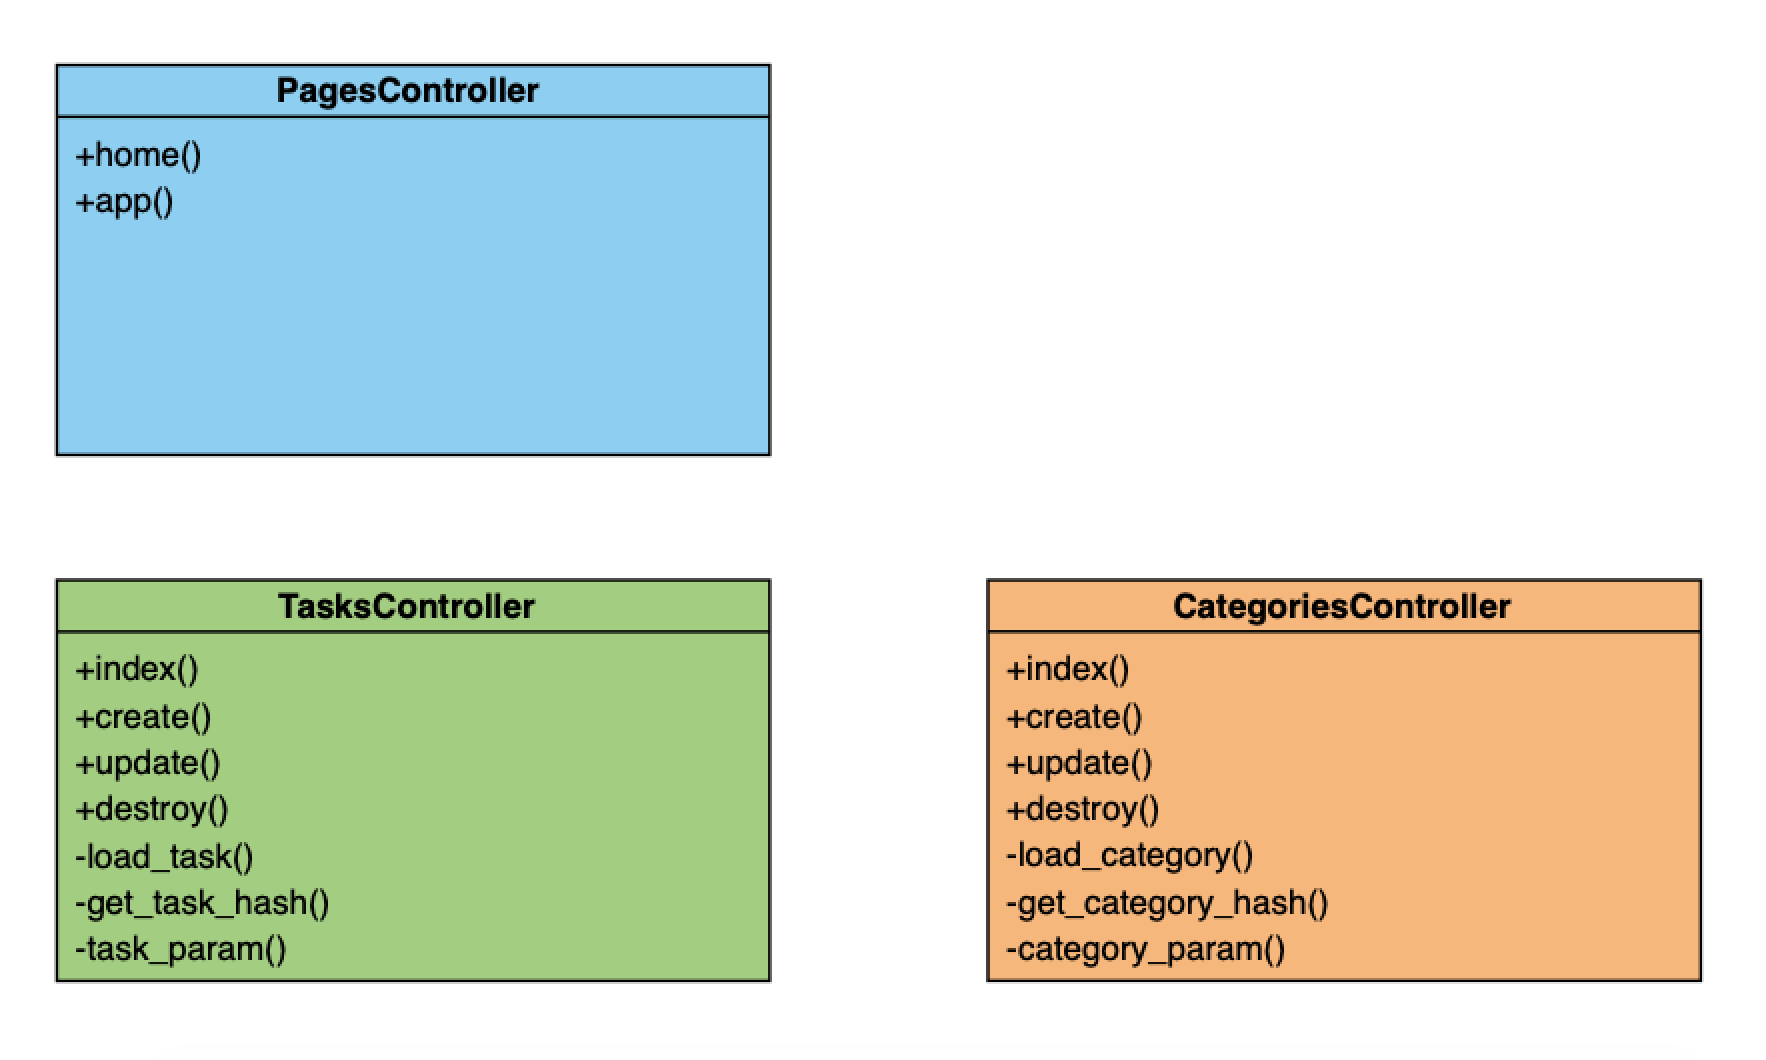 PagesController
+home()
+app()
TasksController
+index()
+create()
+update()
+destroy()
-load_task()
-get_task_hash()
-task_param()
CategoriesController
+index()
+create()
+update()
+destroy()
-load_category()
-get_category_hash()
-category_param()